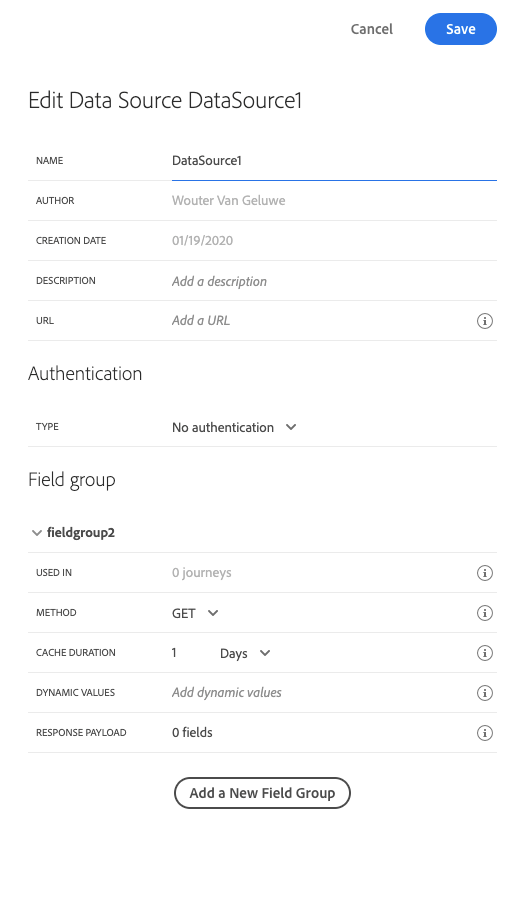 Cancel Save
Edit Data Source DataSource1
NAME DataSource1
AUTHOR Wouter Van Geluwe
CREATION DATE 01/19/2020
DESCRIPTION Add a description
URL Add a URL
Authentication
TYPE No authentication
Field group
fieldgroup2
USED IN 0 journeys
METHOD GET
CACHE DURATION 1 Days
DYNAMIC VALUES Add dynamic values
RESPONSE PAYLOAD 0 fields
Add a New Field Group